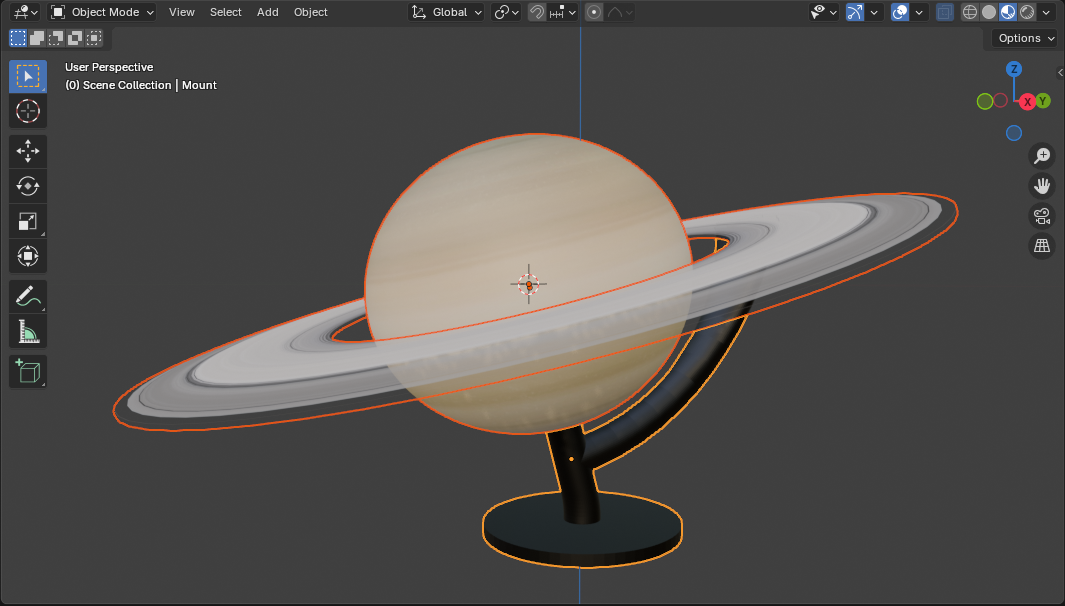 Object Mode View Select Add Object Global
Options
User Perspective
(0) Scene Collection | Mount
Z
X Y